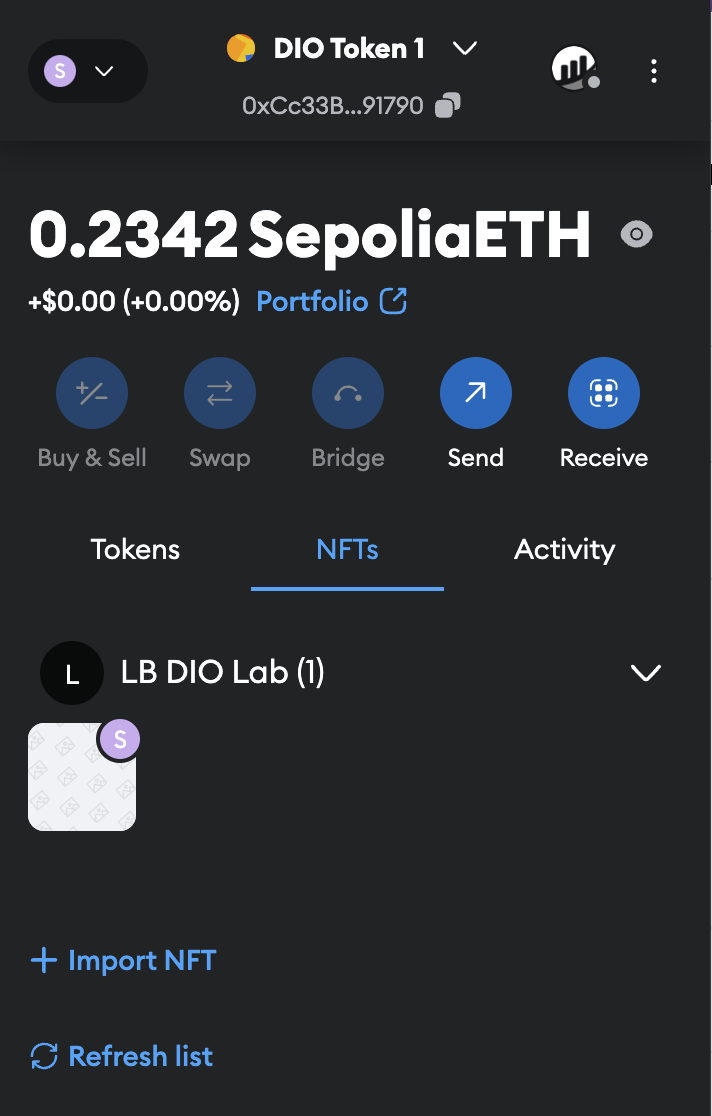 S
DIO Token 1
0xCc33B...91790
0.2342 SepoliaETH
+$0.00 (+0.00%) Portfolio
Buy & Sell Swap Bridge Send Receive
Tokens NFTs Activity
L LB DIO Lab (1)
S
Import NFT
Refresh list